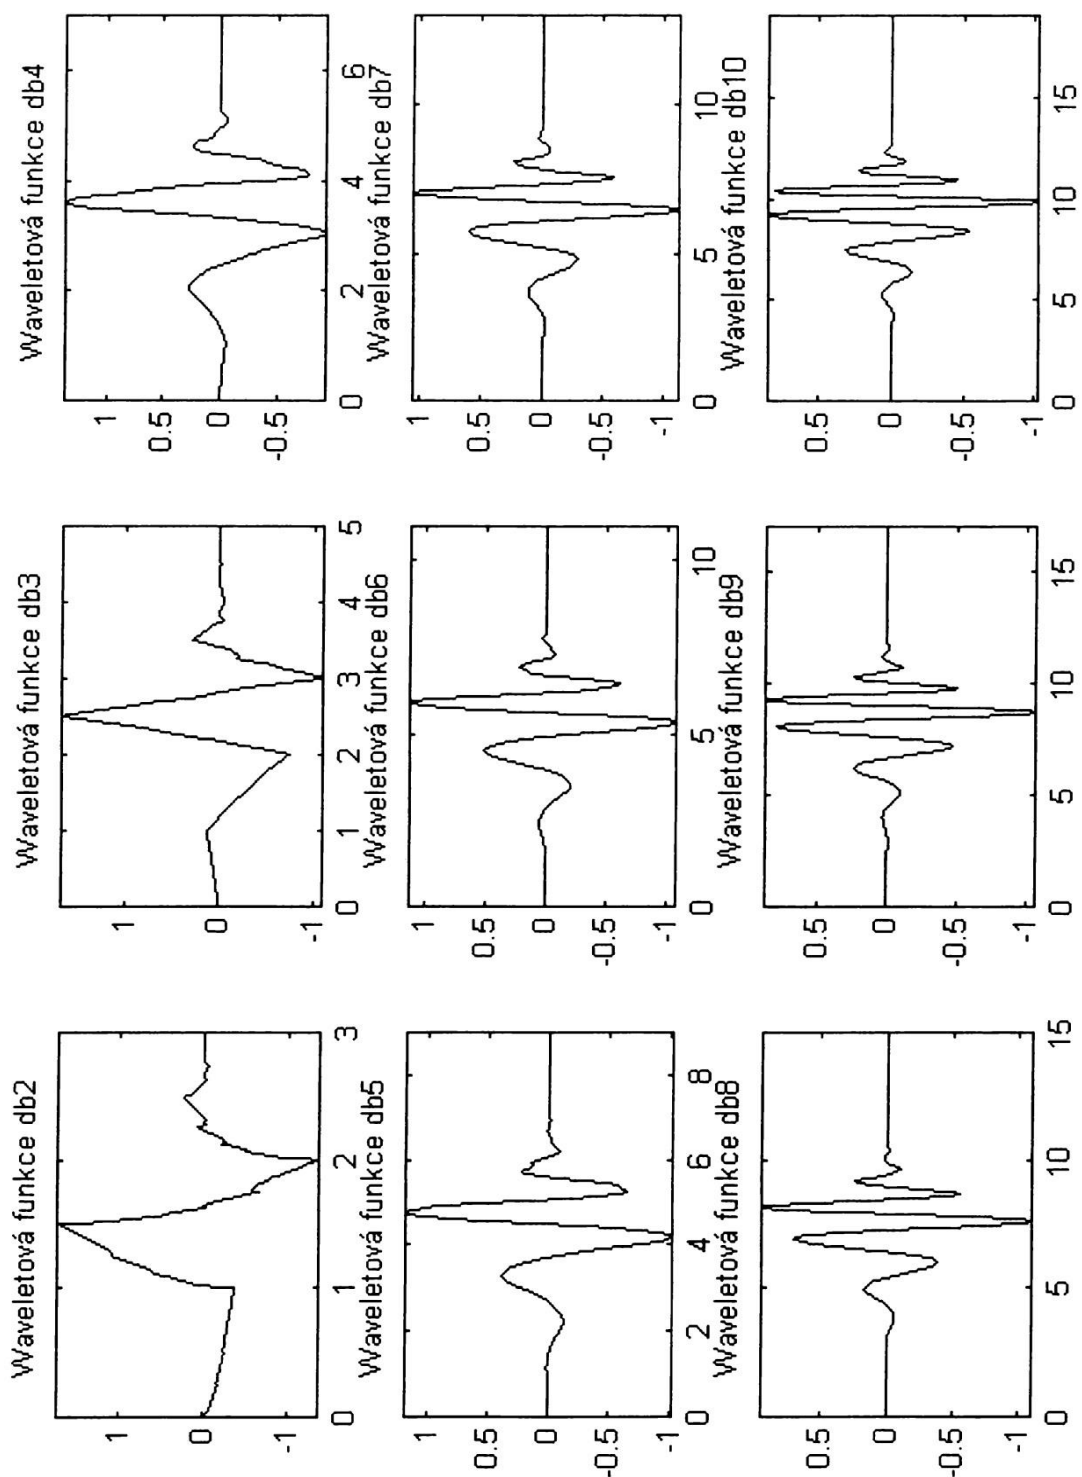 Waveletová funkce db2
1
0
-1
0 1 2 3
Waveletová funkce db3
1
0
-1
0 1 2 3 4 5
Waveletová funkce db4
1
0.5
0
-0.5
0 2 4 6
Waveletová funkce db5
1
0.5
0
-0.5
0 2 4 6 8
Waveletová funkce db6
1
0.5
0
-0.5
-1
0 5 10
Waveletová funkce db7
1
0.5
0
-0.5
-1
0 5 10
Waveletová funkce db8
0.5
0
-0.5
-1
0 5 10 15
Waveletová funkce db9
0.5
0
-0.5
-1
0 5 10 15
Waveletová funkce db10
0.5
0
-0.5
-1
0 5 10 15